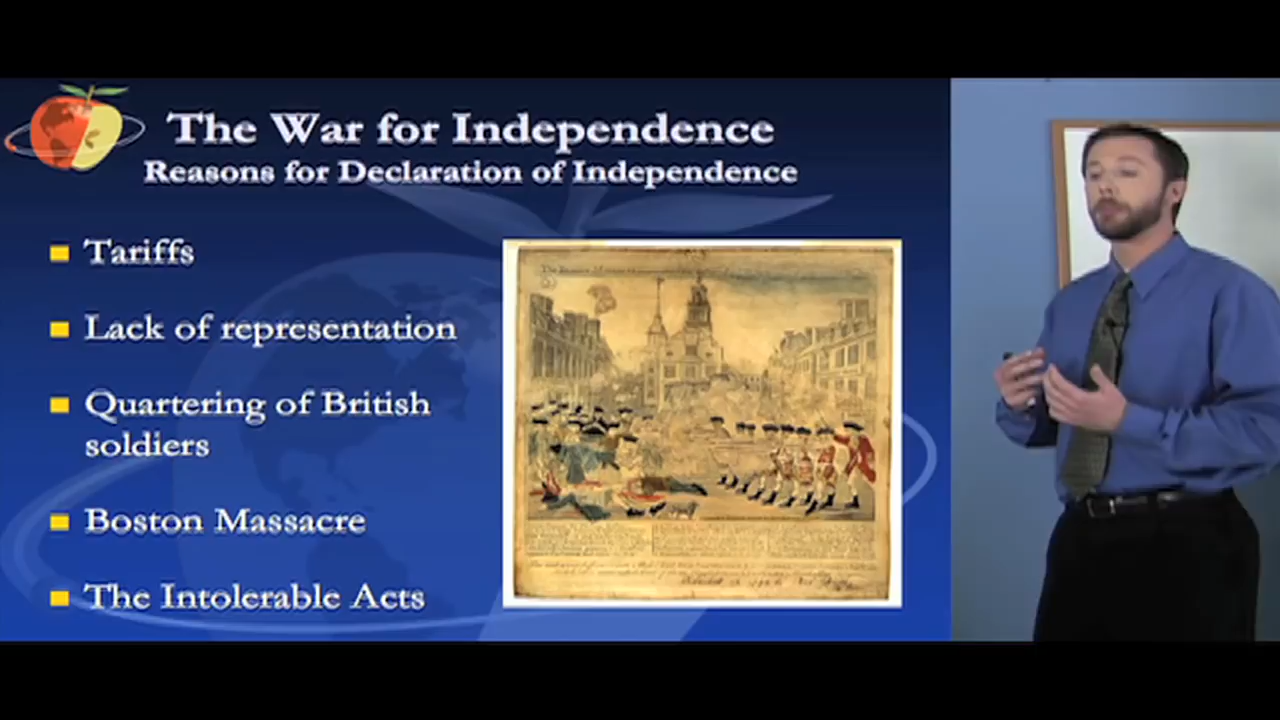 The War for Independence
Reasons for Declaration of Independence
Tariffs
Lack of representation
Quartering of British
soldiers
Boston Massacre
The Intolerable Acts